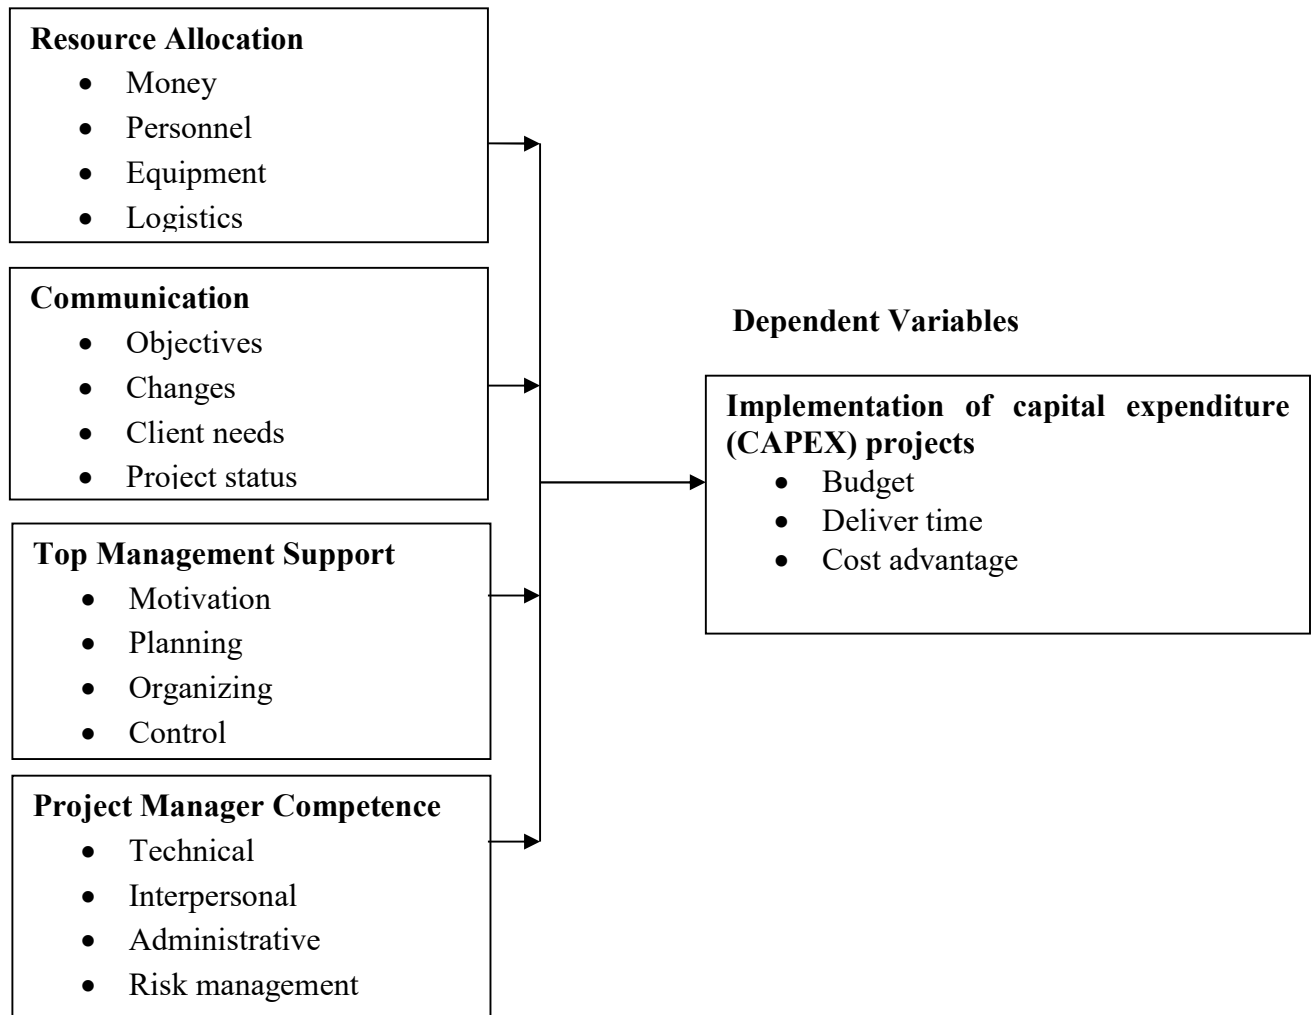 Resource Allocation
• Money
• Personnel
• Equipment
• Logistics
Communication
• Objectives
• Changes
• Client needs
• Project status
Top Management Support
• Motivation
• Planning
• Organizing
• Control
Project Manager Competence
• Technical
• Interpersonal
• Administrative
• Risk management
Dependent Variables
Implementation of capital expenditure
(CAPEX) projects
• Budget
• Deliver time
• Cost advantage